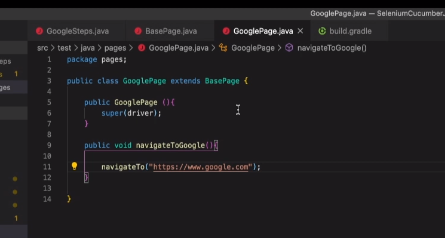 GooglePage.java — SeleniumCucumber.
GoogleSteps.java BasePage.java GooglePage.java × build.gradle
src > test > java > pages > GooglePage.java > GooglePage > navigateToGoogle()
eps
s 1
ges
1
1 package pages;
2
3 public class GooglePage extends BasePage {
4
5 public GooglePage (){
6 super(driver);
7 }
8
9 public void navigateToGoogle(){
10
11 navigateTo("https://www.google.com");
12 }
13
14 }